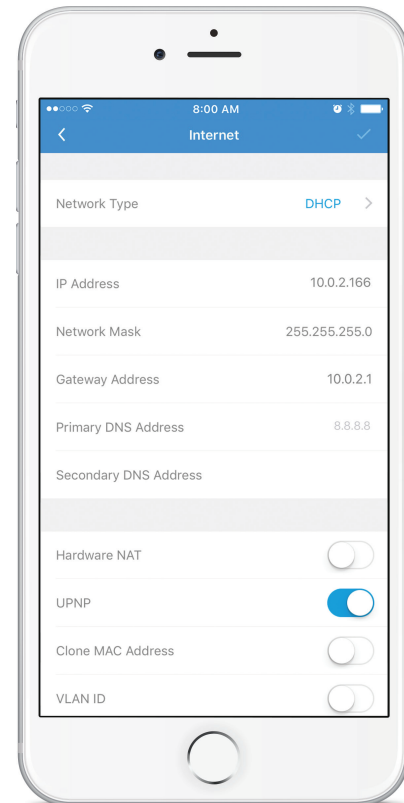 8:00 AM
Internet
Network Type DHCP
IP Address 10.0.2.166
Network Mask 255.255.255.0
Gateway Address 10.0.2.1
Primary DNS Address 8.8.8.8
Secondary DNS Address
Hardware NAT
UPNP
Clone MAC Address
VLAN ID